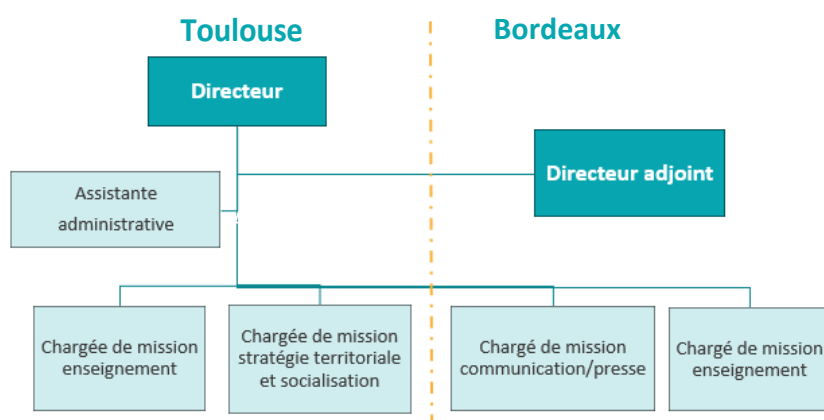 Toulouse
Bordeaux
Directeur
Directeur adjoint
Assistante
administrative
Chargée de mission
enseignement
Chargée de mission
stratégie territoriale
et socialisation
Chargé de mission
communication/presse
Chargé de mission
enseignement